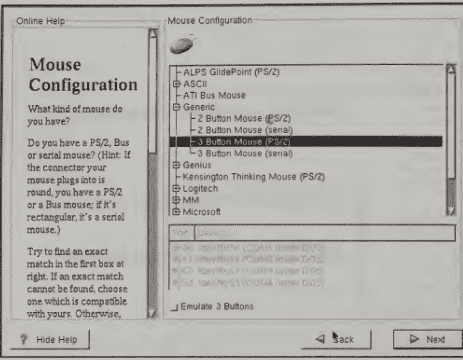 Online Help
Mouse Configuration
Mouse
Configuration
What kind of mouse do
you have?
Do you have a PS/2, Bus
or serial mouse? (Hint: If
the connector your
mouse plugs into is
round, you have a PS/2
or a Bus mouse; if it's
rectangular, it's a serial
mouse.)
Try to find an exact
match in the first box at
right. If an exact match
cannot be found, choose
one which is compatible
with yours. Otherwise,
ALPS GlidePoint (PS/2)
ASCII
ATI Bus Mouse
Generic
2 Button Mouse (PS/2)
2 Button Mouse (serial)
3 Button Mouse (PS/2)
3 Button Mouse (serial)
Genius
Kensington Thinking Mouse (PS/2)
Logitech
MM
Microsoft
Emulate 3 Buttons
? Hide Help
Back
Next